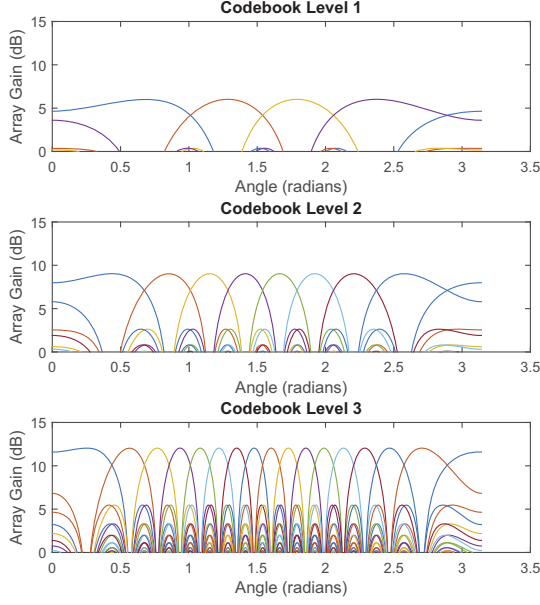 Codebook Level 1
15
10
5
0
Array Gain (dB)
0 0.5 1 1.5 2 2.5 3 3.5
Angle (radians)
Codebook Level 2
15
10
5
0
Array Gain (dB)
0 0.5 1 1.5 2 2.5 3 3.5
Angle (radians)
Codebook Level 3
15
10
5
0
Array Gain (dB)
0 0.5 1 1.5 2 2.5 3 3.5
Angle (radians)